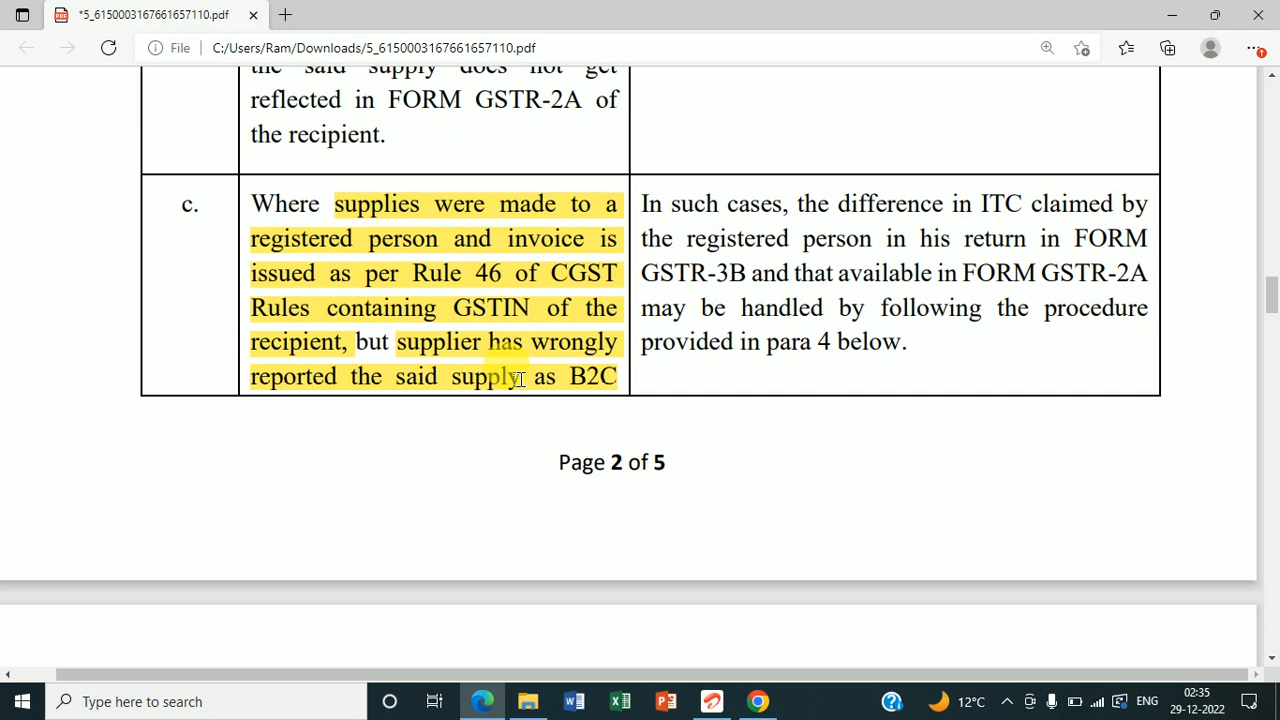 *5_6150003167661657110.pdf
File
C:/Users/Ram/Downloads/5_6150003167661657110.pdf
the said supply does not get
reflected in FORM GSTR-2A of
the recipient.
c.
Where supplies were made to a
registered person and invoice is
issued as per Rule 46 of CGST
Rules containing GSTIN of the
recipient, but supplier has wrongly
reported the said supply as B2C
In such cases, the difference in ITC claimed by
the registered person in his return in FORM
GSTR-3B and that available in FORM GSTR-2A
may be handled by following the procedure
provided in para 4 below.
Page 2 of 5
Type here to search
12°C
ENG
02:35
29-12-2022